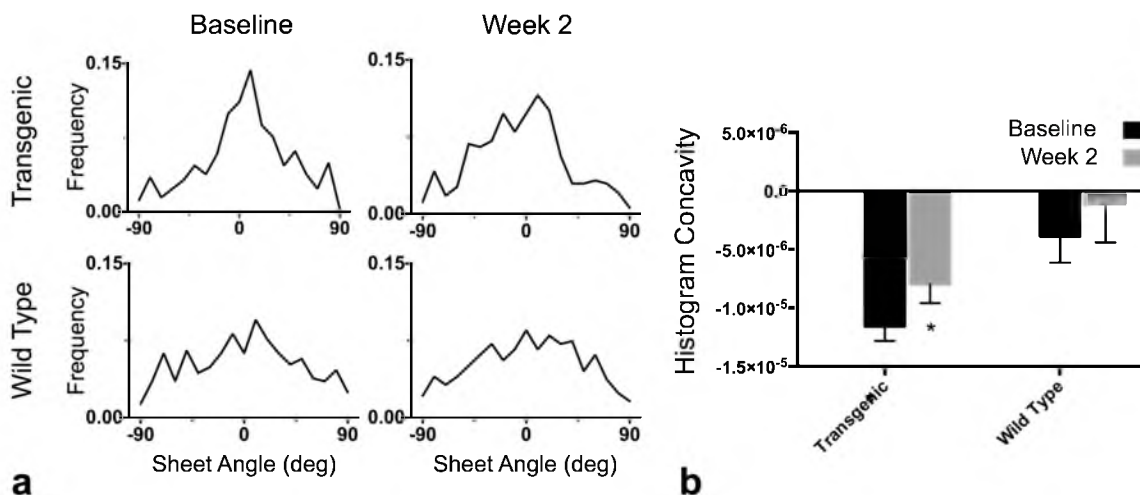 Baseline
Week 2
Transgenic
Frequency
0.15
0.00
-90
0
90
0.15
0.00
-90
0
90
Wild Type
Frequency
0.15
0.00
-90
0
90
Sheet Angle (deg)
0.15
0.00
-90
0
90
Sheet Angle (deg)
a
Histogram Concavity
5.0×10⁻⁶
0.0
-5.0×10⁻⁶
-1.0×10⁻⁵
-1.5×10⁻⁵
Baseline
Week 2
*
Transgenic
Wild Type
b